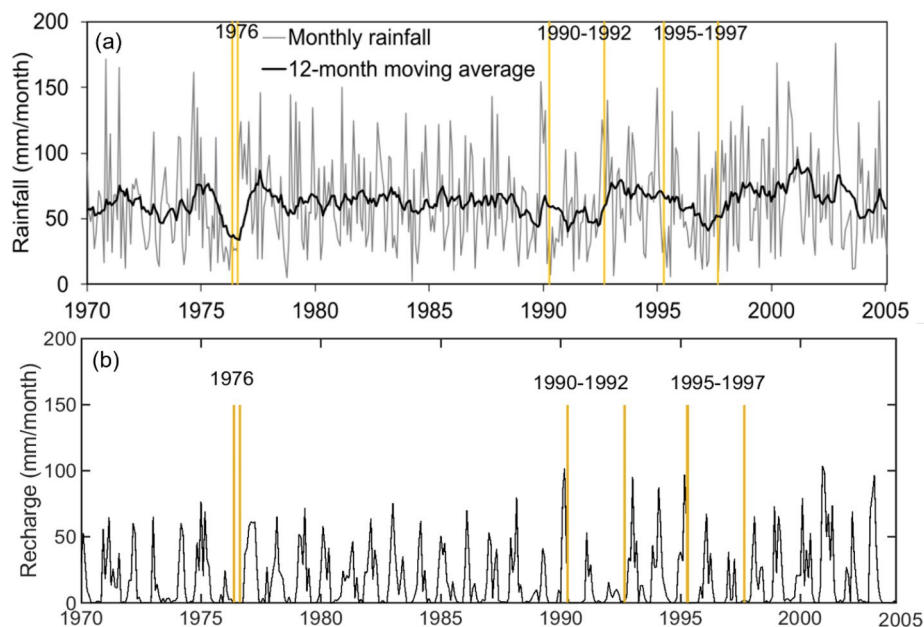 (a)
1976
Monthly rainfall
12-month moving average
1990-1992
1995-1997
Rainfall (mm/month)
200
150
100
50
0
1970 1975 1980 1985 1990 1995 2000 2005
(b)
1976
1990-1992
1995-1997
Recharge (mm/month)
200
150
100
50
0
1970 1975 1980 1985 1990 1995 2000 2005